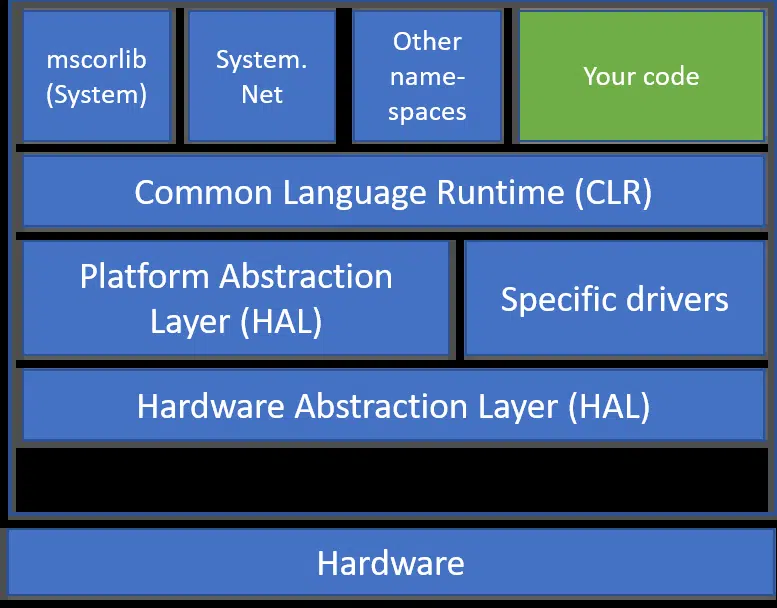 mscorlib
(System)
System.
Net
Other
name-
spaces
Your code
Common Language Runtime (CLR)
Platform Abstraction
Layer (HAL)
Specific drivers
Hardware Abstraction Layer (HAL)
Hardware